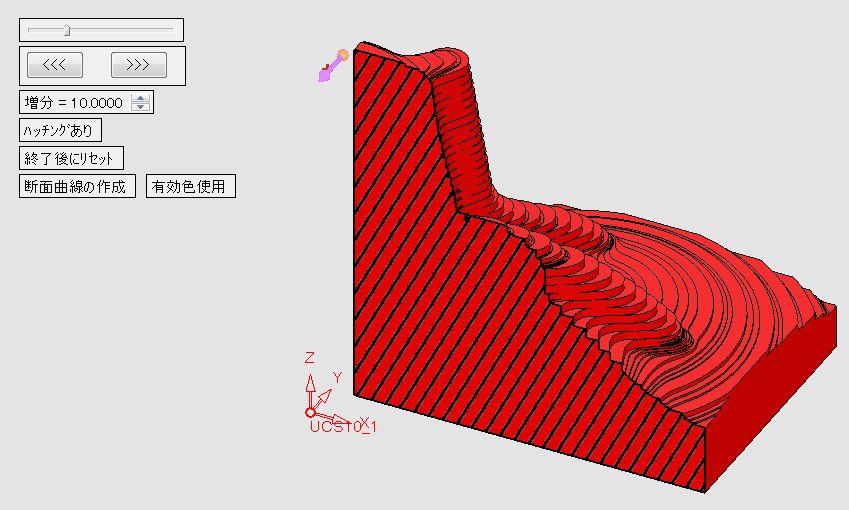 <<< >>>
増分 = 10.0000
ハッチングあり
終了後にリセット
断面曲線の作成 有効色使用
Z
Y
X
UCS10_1